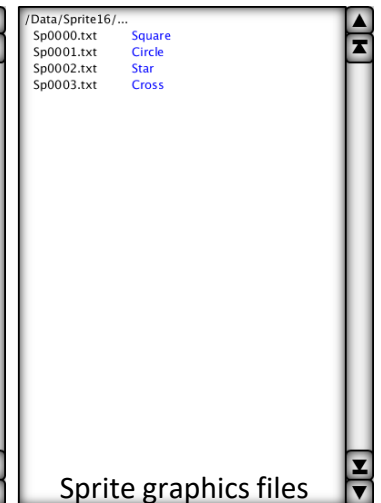 /Data/Sprite16/...
Sp0000.txt Square
Sp0001.txt Circle
Sp0002.txt Star
Sp0003.txt Cross
Sprite graphics files